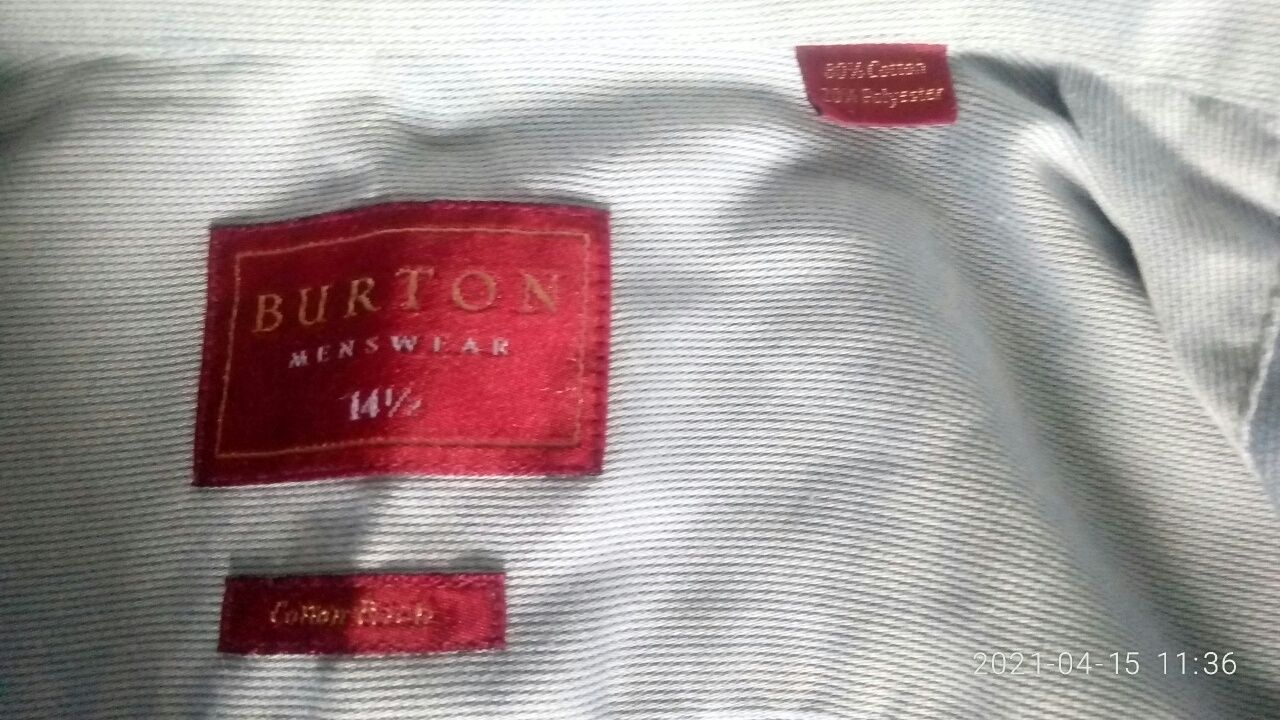 80% Cotton
20% Polyester
BURTON
MENSWEAR
14½
Cotton Rich
2021-04-15 11:36